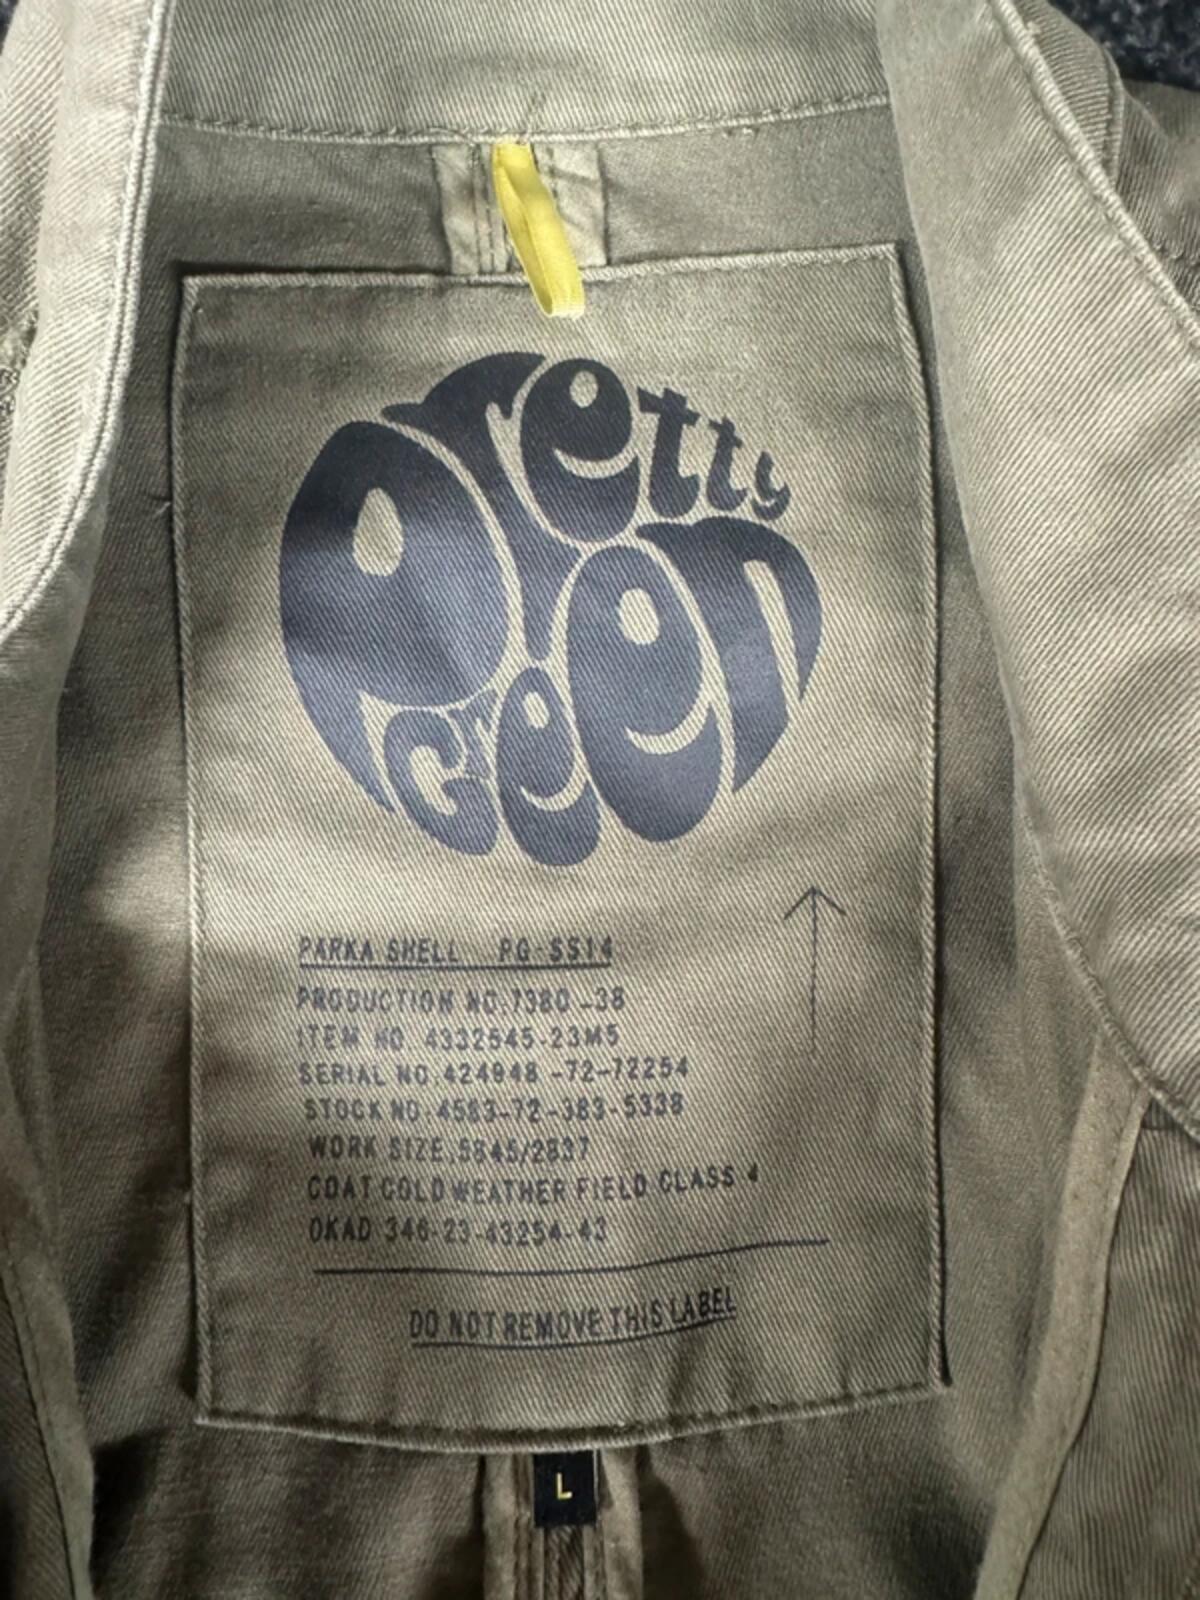 Pretty
Green
PARKA SHELL PG-SS14
PRODUCTION NO.7380-38
ITEM NO. 4332545-23M5
SERIAL NO.424948-72-72254
STOCK NO.4583-72-383-5338
WORK SIZE.5845/2837
COAT COLD WEATHER FIELD CLASS 4
OKAD 346-23-43254-43
DO NOT REMOVE THIS LABEL
L